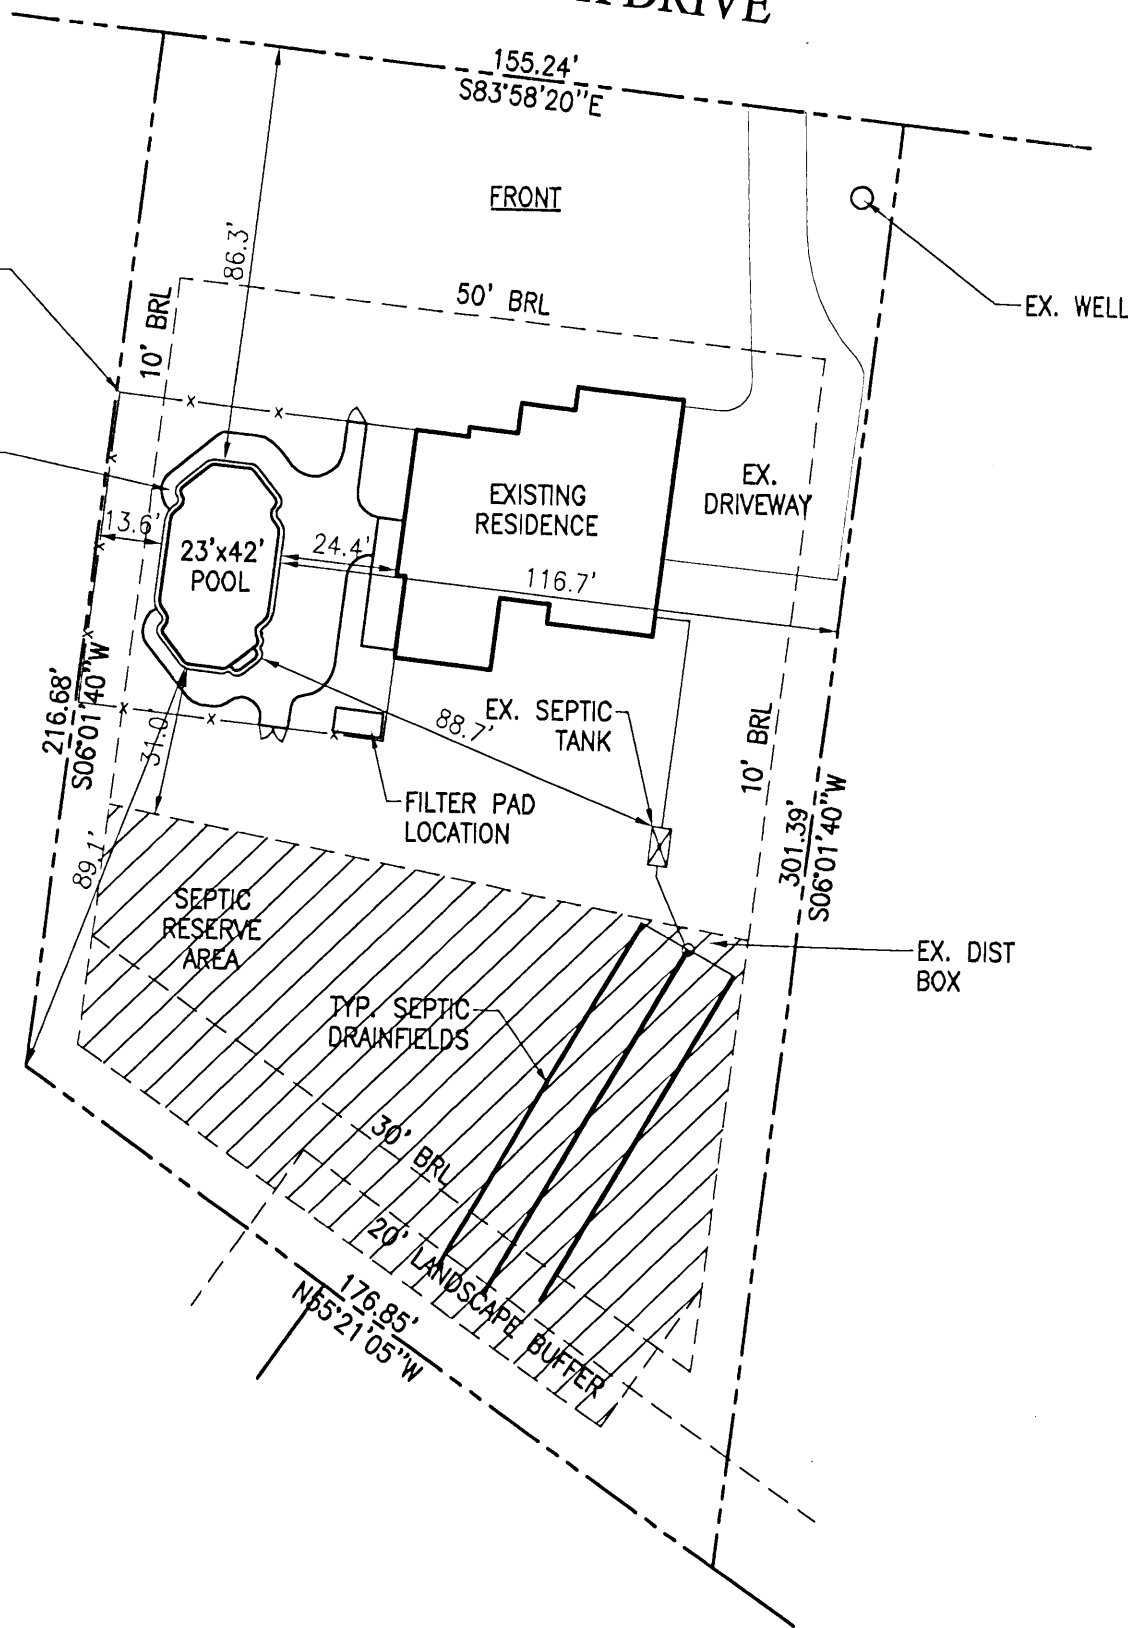 DRIVE
155.24'
S83°58'20"E
FRONT
86.3'
50' BRL
10' BRL
EX. WELL
EX.
DRIVEWAY
EXISTING
RESIDENCE
13.6'
24.4'
23'x42'
POOL
116.7'
216.68'
S06°01'40"W
31.0'
88.7'
EX. SEPTIC
TANK
10' BRL
FILTER PAD
LOCATION
301.39'
S06°01'40"W
89.1'
SEPTIC
RESERVE
AREA
EX. DIST
BOX
TYP. SEPTIC
DRAINFIELDS
30' BRL
20' LANDSCAPE BUFFER
176.85'
N55°21'05"W